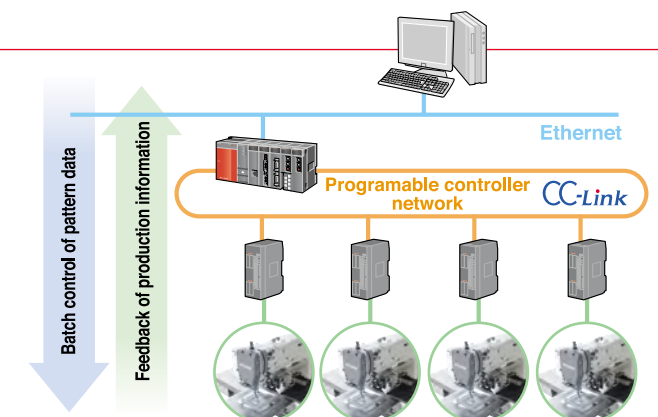 Ethernet
Programable controller
network
CC-Link
Batch control of pattern data
Feedback of production information